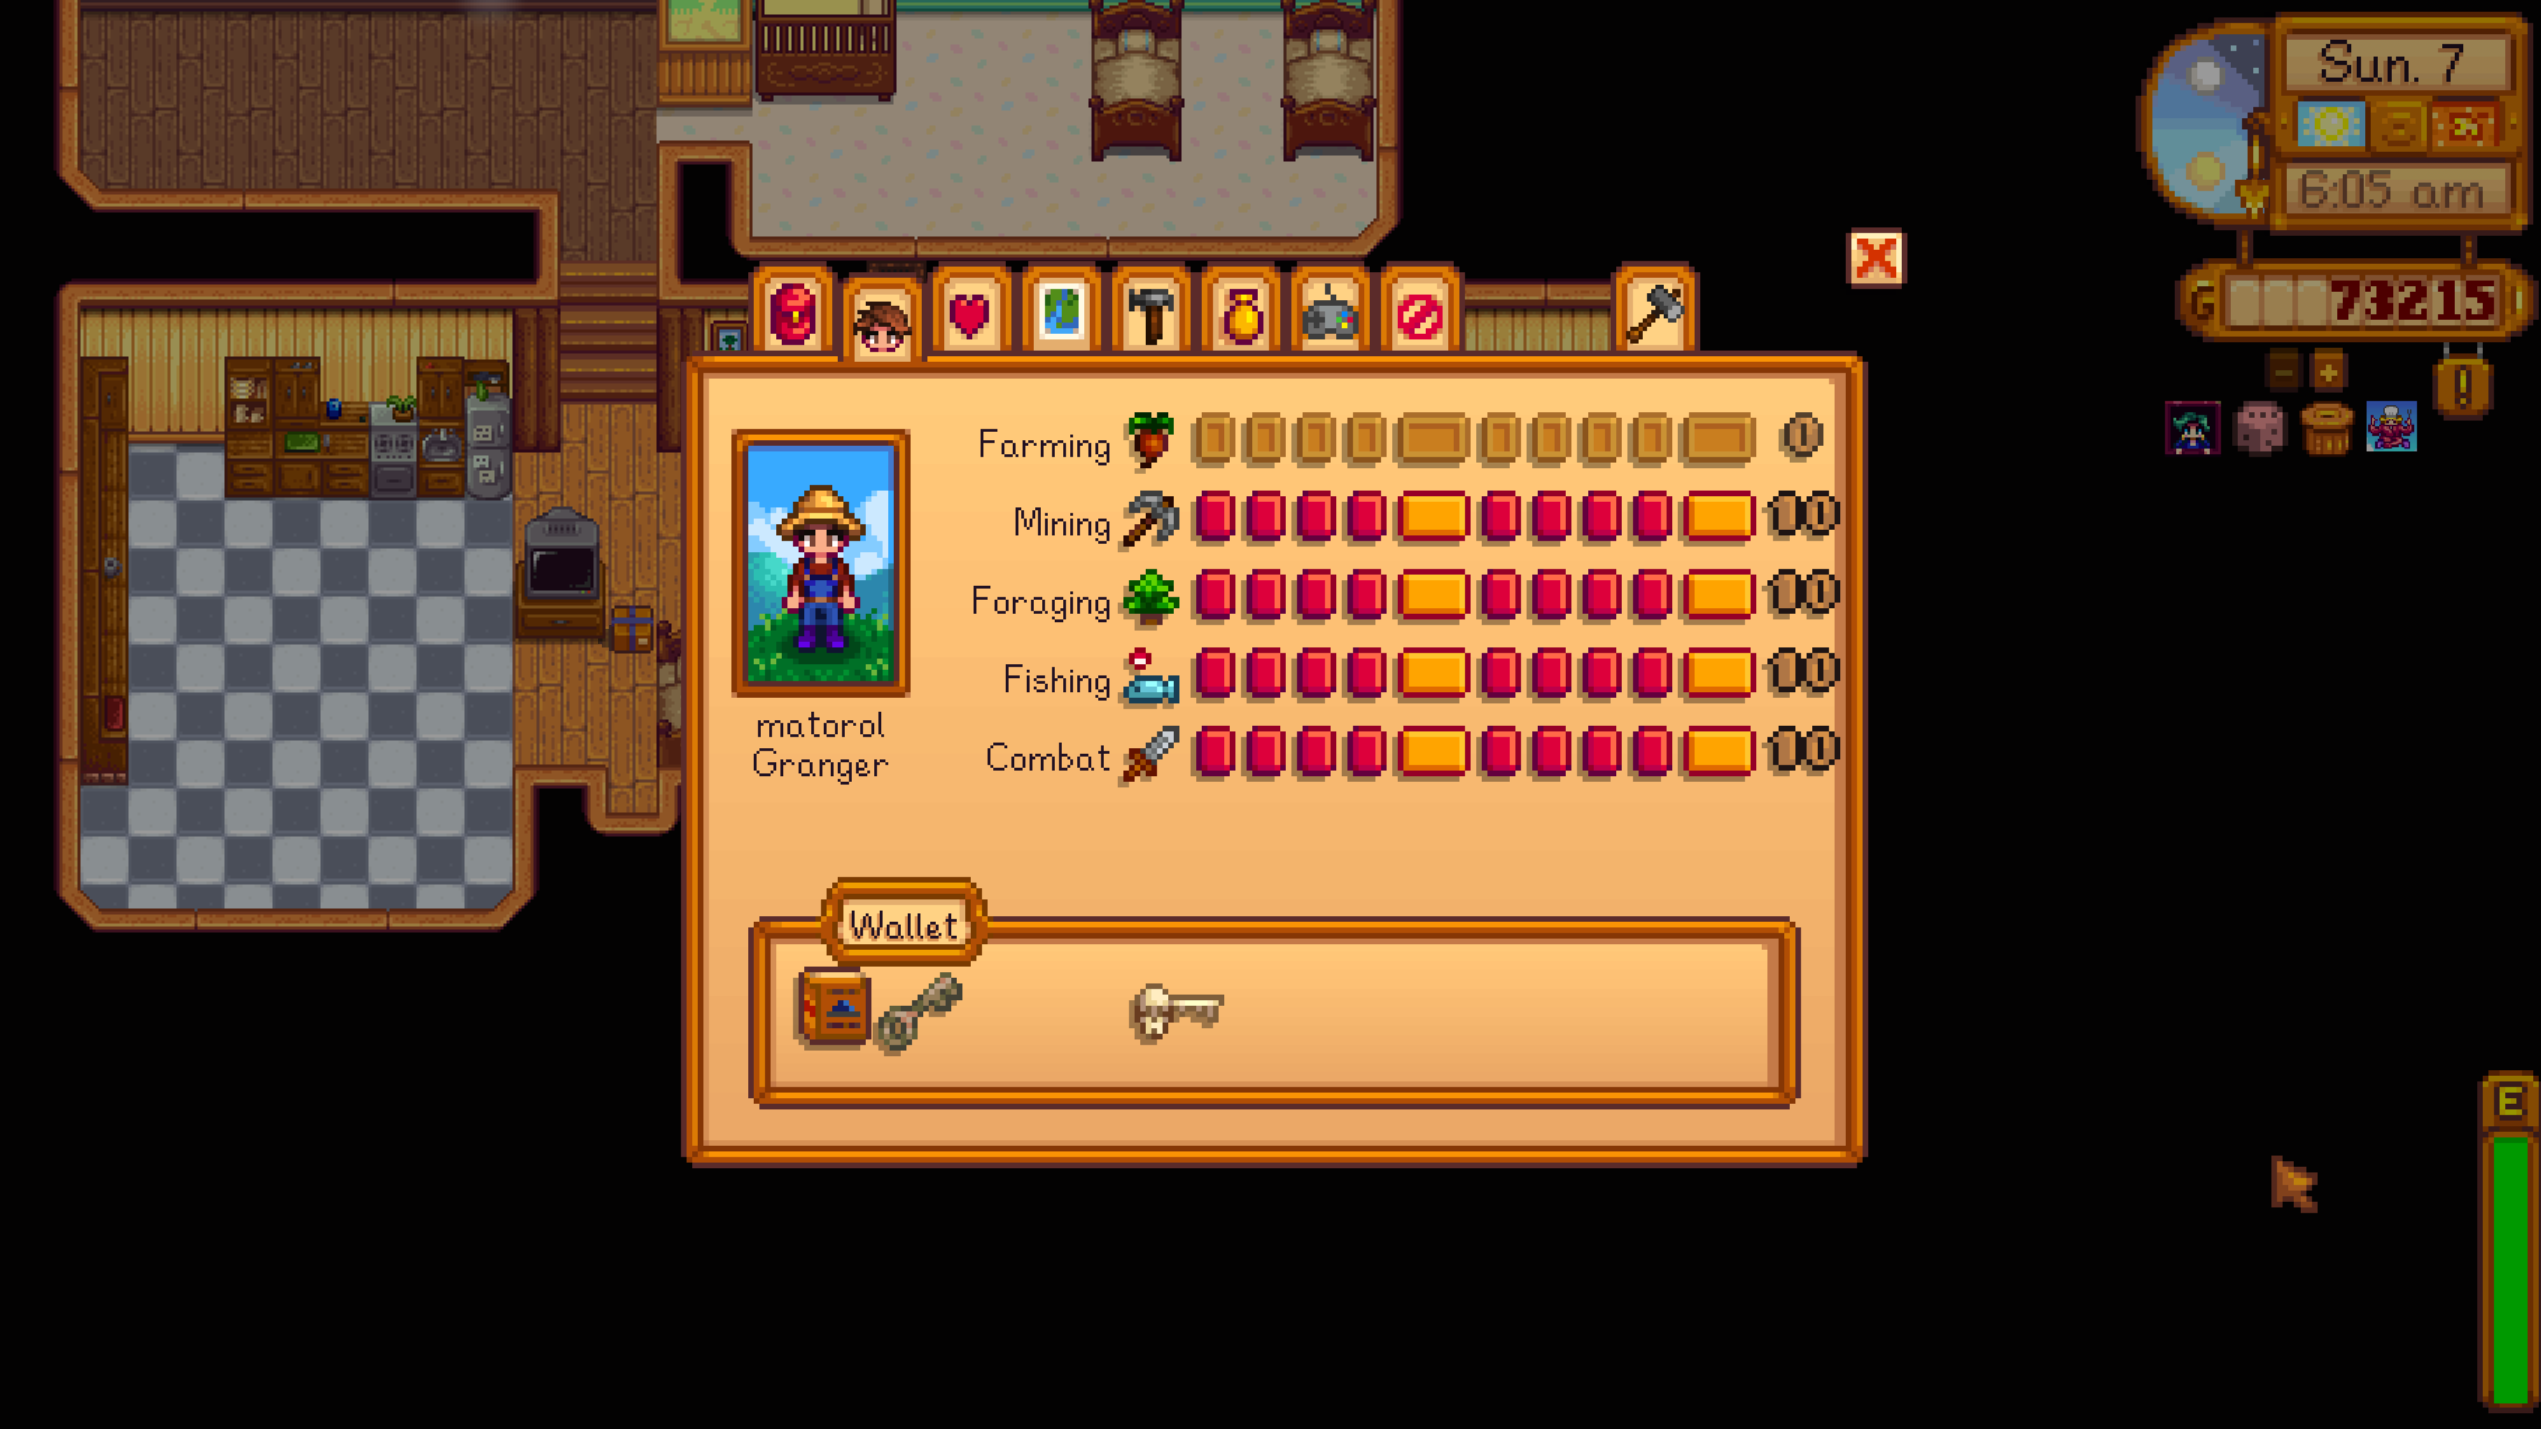 Sun. 7
6:05 am
G 73215
Farming 0
Mining 10
Foraging 10
Fishing 10
Combat 10
matorol
Granger
Wallet
E